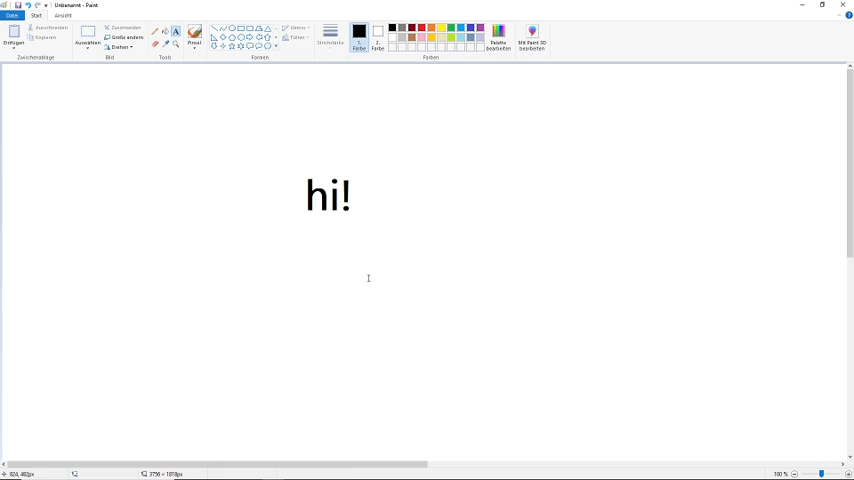 Unbenannt - Paint
Datei Start Ansicht
Einfügen
Ausschneiden
Kopieren
Zwischenablage
Auswählen
Zuschneiden
Größe ändern
Drehen
Bild
A
Tools
Pinsel
Formen
Umriss
Füllen
Strichstärke
1. Farbe
2. Farbe
Palette bearbeiten
Mit Paint 3D bearbeiten
Farben
hi!
824, 482px
3756 × 1818px
100 %